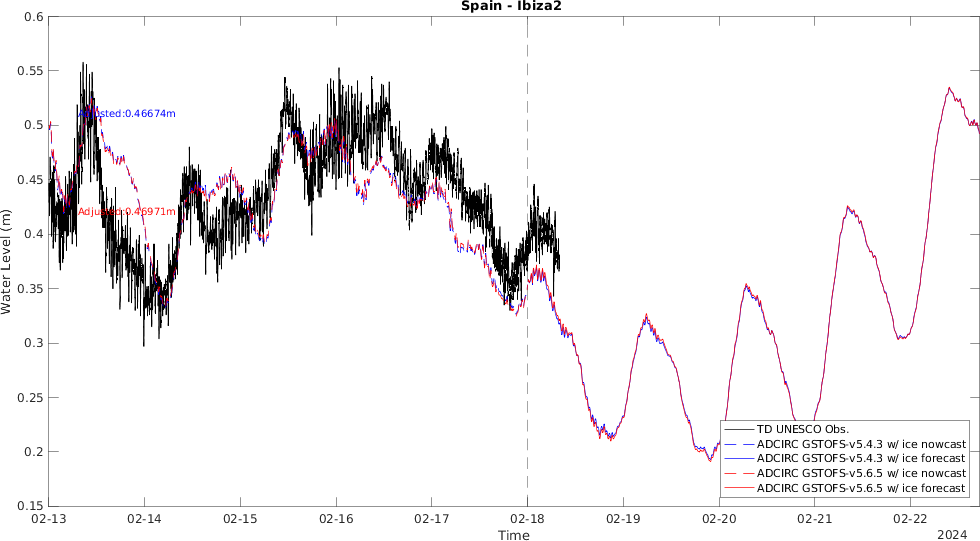 Spain - Ibiza2
0.6
0.55
0.5
0.45
0.4
0.35
0.3
0.25
0.2
0.15
Water Level (m)
Adjusted:0.46674m
Adjusted:0.46971m
TD UNESCO Obs.
ADCIRC GSTOFS-v5.4.3 w/ ice nowcast
ADCIRC GSTOFS-v5.4.3 w/ ice forecast
ADCIRC GSTOFS-v5.6.5 w/ ice nowcast
ADCIRC GSTOFS-v5.6.5 w/ ice forecast
02-13 02-14 02-15 02-16 02-17 02-18 02-19 02-20 02-21 02-22
Time
2024